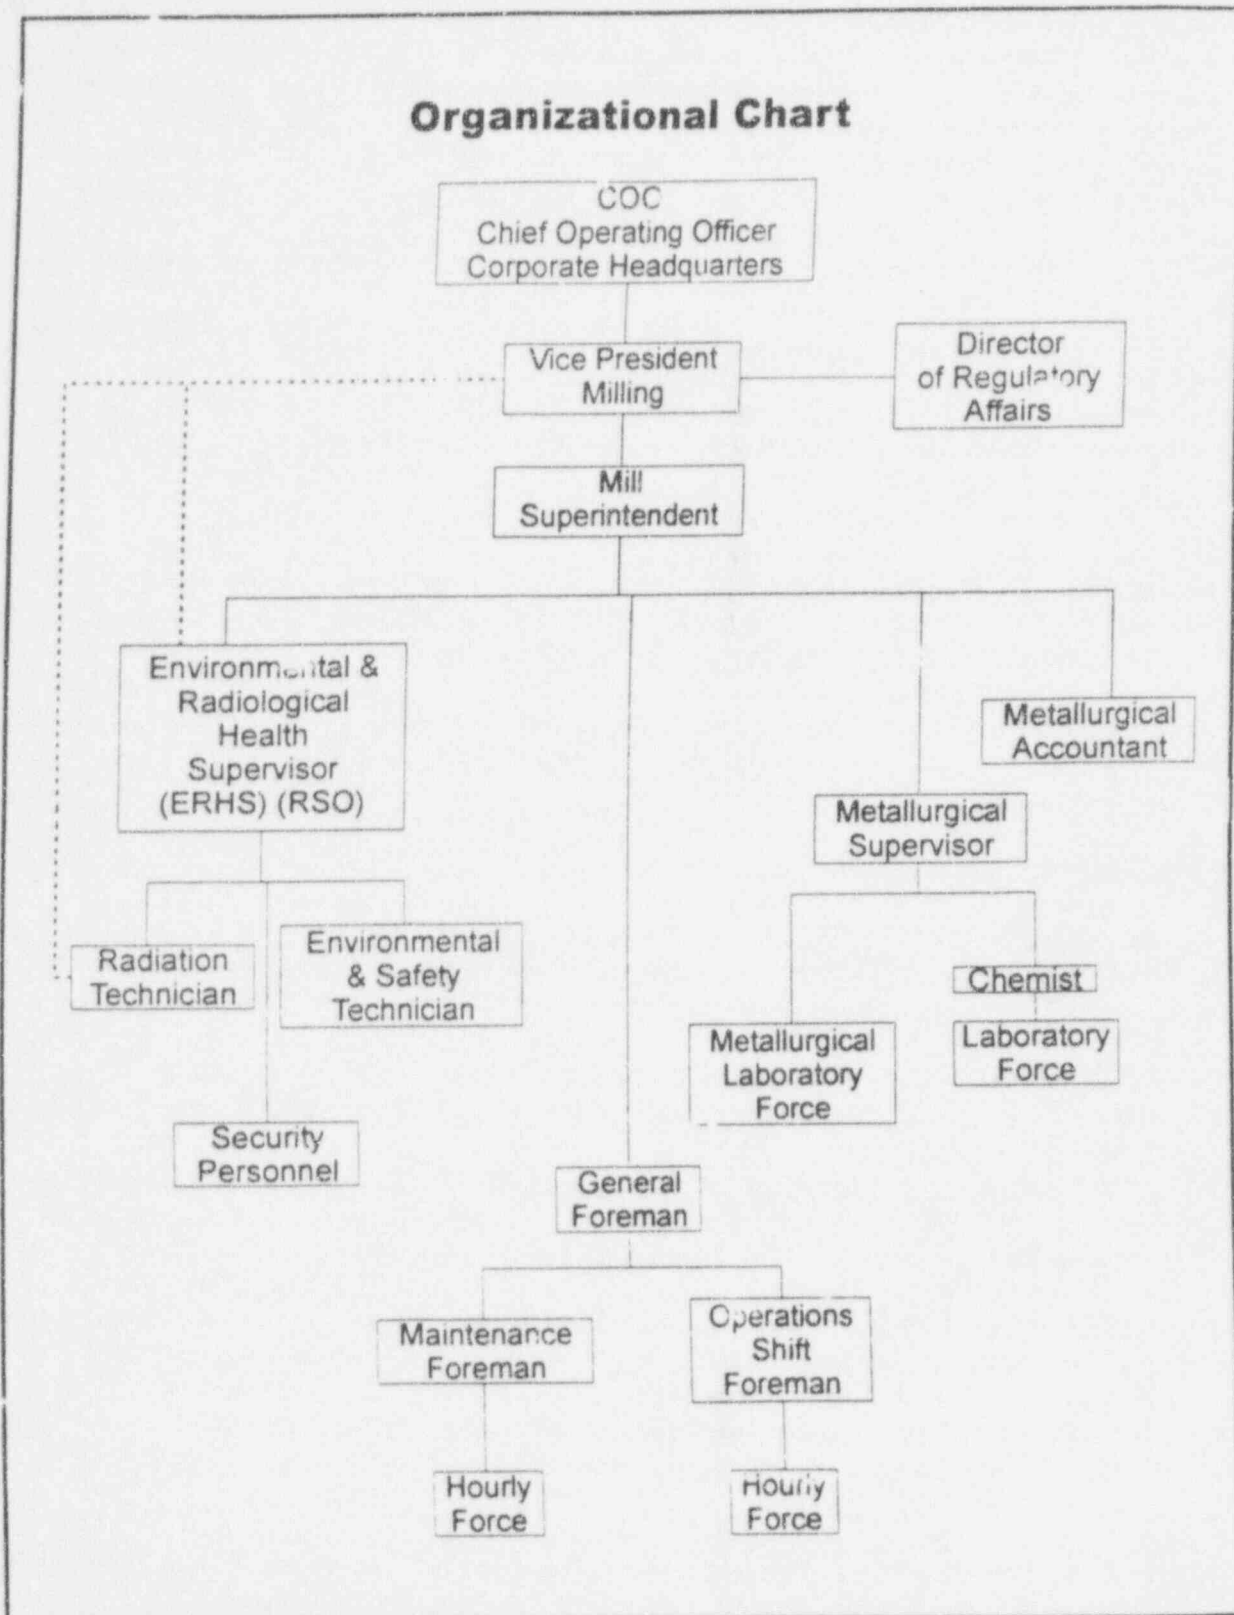 Organizational Chart
COC
Chief Operating Officer
Corporate Headquarters
Vice President
Milling
Director
of Regulatory
Affairs
Mill
Superintendent
Environmental &
Radiological
Health
Supervisor
(ERHS) (RSO)
Metallurgical
Accountant
Metallurgical
Supervisor
Radiation
Technician
Environmental
& Safety
Technician
Chemist
Metallurgical
Laboratory
Force
Laboratory
Force
Security
Personnel
General
Foreman
Maintenance
Foreman
Operations
Shift
Foreman
Hourly
Force
Hourly
Force